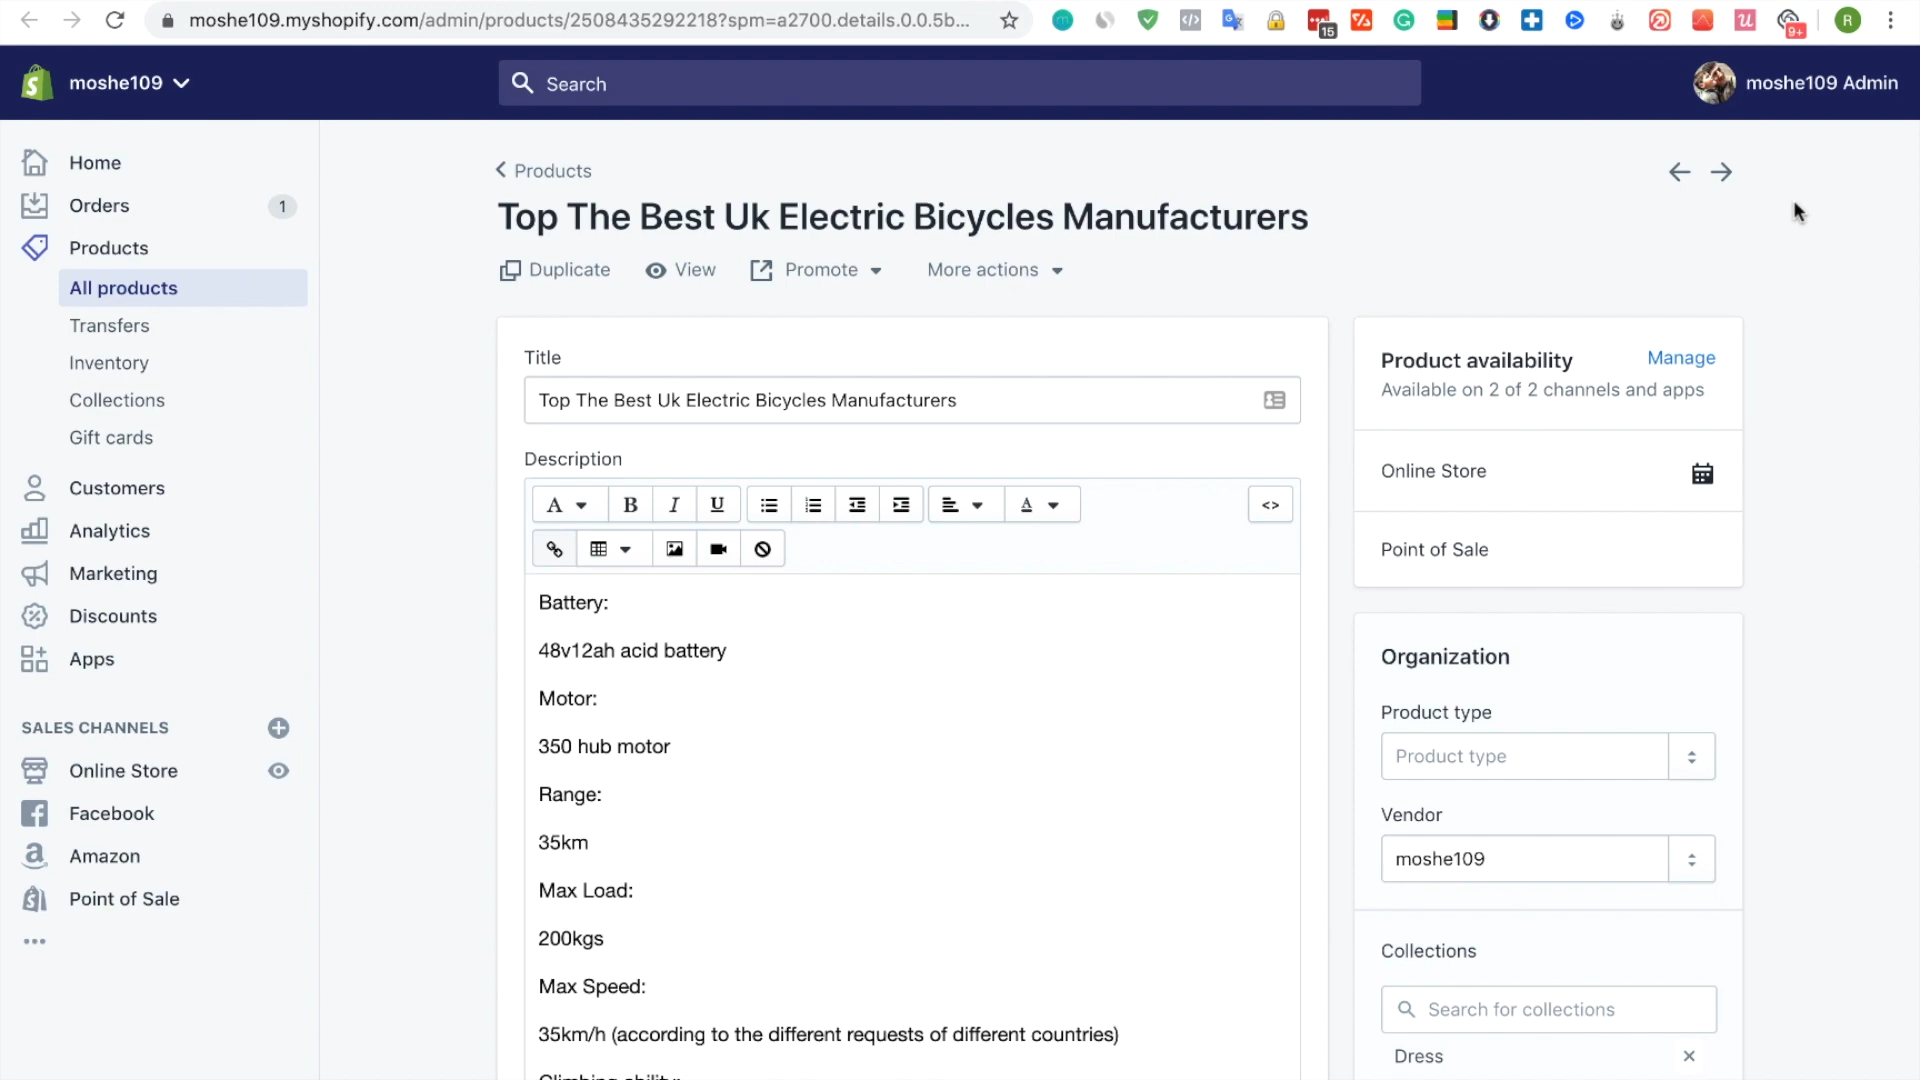 moshe109.myshopify.com/admin/products/2508435292218?spm=a2700.details.0.0.5b...
15
9+
R
moshe109
Search
moshe109 Admin
Home
Orders
1
Products
All products
Transfers
Inventory
Collections
Gift cards
Customers
Analytics
Marketing
Discounts
Apps
SALES CHANNELS
Online Store
Facebook
Amazon
Point of Sale
Products
Top The Best Uk Electric Bicycles Manufacturers
Duplicate
View
Promote
More actions
Title
Top The Best Uk Electric Bicycles Manufacturers
Description
A
B
I
U
A
<>
Battery:
48v12ah acid battery
Motor:
350 hub motor
Range:
35km
Max Load:
200kgs
Max Speed:
35km/h (according to the different requests of different countries)
Climbing ability:
Product availability
Manage
Available on 2 of 2 channels and apps
Online Store
Point of Sale
Organization
Product type
Product type
Vendor
moshe109
Collections
Search for collections
Dress